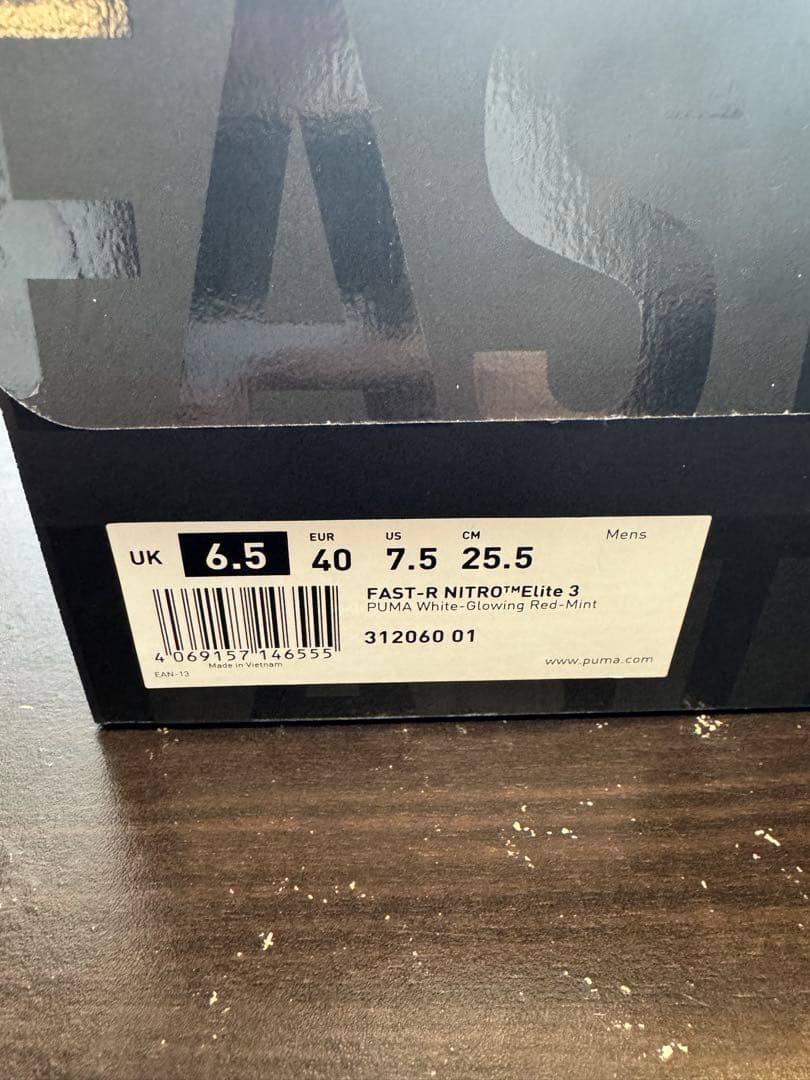 FAS
EUR US CM Mens
UK 6.5 40 7.5 25.5
FAST-R NITRO™Elite 3
PUMA White-Glowing Red-Mint
312060 01
4 069157 146555
Made in Vietnam
EAN-13
www.puma.com